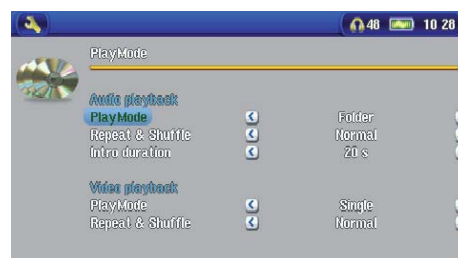 48 10 28
PlayMode
Audio playback
PlayMode Folder
Repeat & Shuffle Normal
Intro duration 20 s
Video playback
PlayMode Single
Repeat & Shuffle Normal